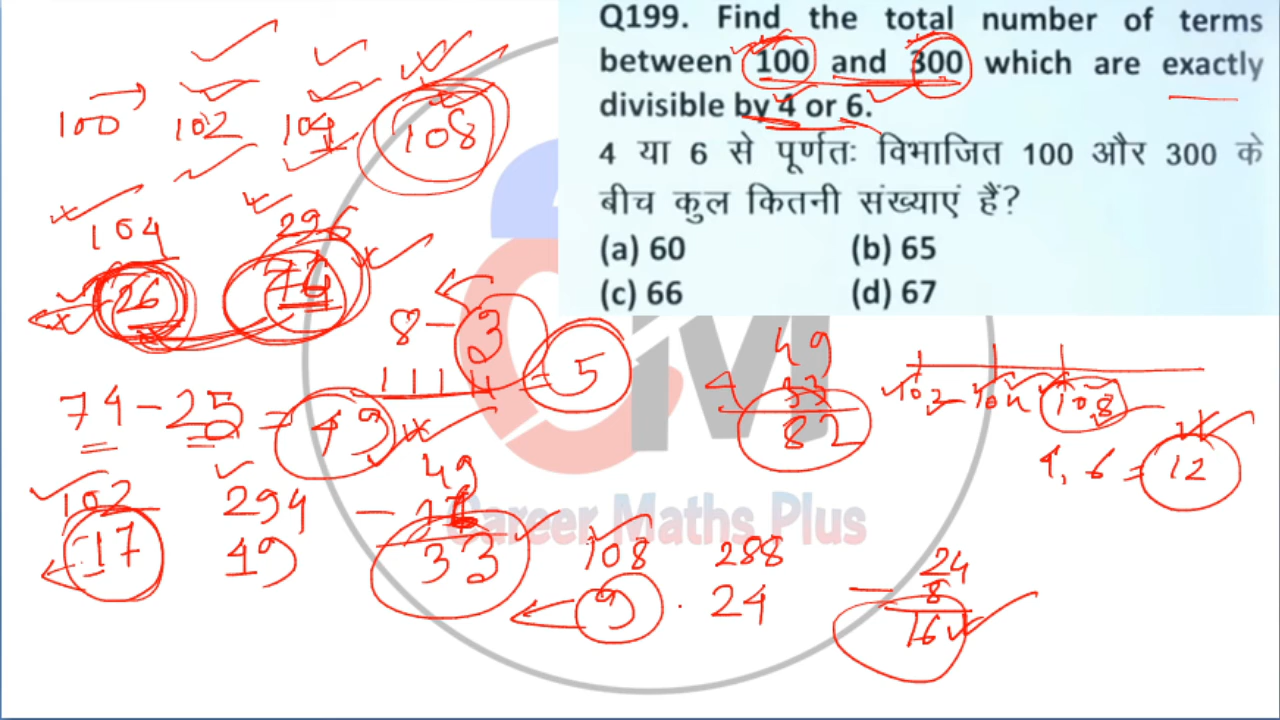 Q199. Find the total number of terms
between 100 and 300 which are exactly
divisible by 4 or 6.
4 या 6 से पूर्णतः विभाजित 100 और 300 के
बीच कुल कितनी संख्याएं हैं?
(a) 60 (b) 65
(c) 66 (d) 67
100 102 104 108
104 296
26 74
8 - 3 = 5
74 - 25 = 49
102 294
17 49
49
- 16
33
4 49
33
82
103 104 108
4, 6 = 12
108 288
9 . 24
24
- 8
16
Career Maths Plus